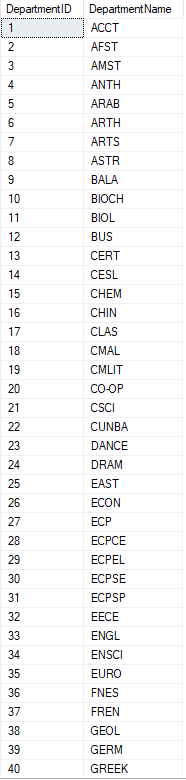 DepartmentID DepartmentName
1 ACCT
2 AFST
3 AMST
4 ANTH
5 ARAB
6 ARTH
7 ARTS
8 ASTR
9 BALA
10 BIOCH
11 BIOL
12 BUS
13 CERT
14 CESL
15 CHEM
16 CHIN
17 CLAS
18 CMAL
19 CMLIT
20 CO-OP
21 CSCI
22 CUNBA
23 DANCE
24 DRAM
25 EAST
26 ECON
27 ECP
28 ECPCE
29 ECPEL
30 ECPSE
31 ECPSP
32 EECE
33 ENGL
34 ENSCI
35 EURO
36 FNES
37 FREN
38 GEOL
39 GERM
40 GREEK